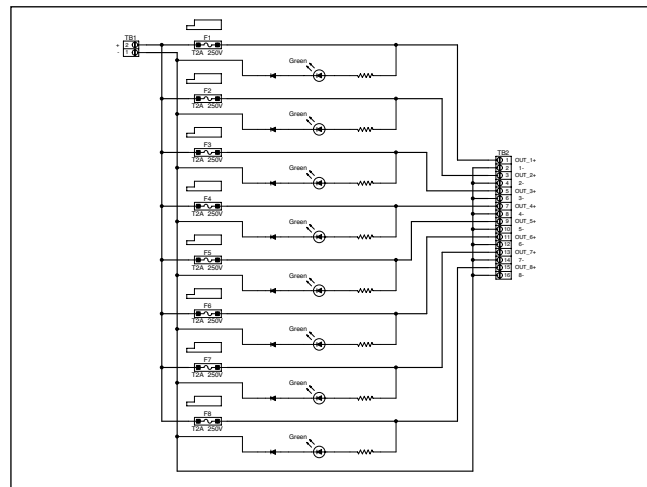 TB1
+ 2
- 1
F1
T2A 250V
Green
F2
T2A 250V
Green
F3
T2A 250V
Green
F4
T2A 250V
Green
F5
T2A 250V
Green
F6
T2A 250V
Green
F7
T2A 250V
Green
F8
T2A 250V
Green
TB2
1 OUT_1+
2 1-
3 OUT_2+
4 2-
5 OUT_3+
6 3-
7 OUT_4+
8 4-
9 OUT_5+
10 5-
11 OUT_6+
12 6-
13 OUT_7+
14 7-
15 OUT_8+
16 8-